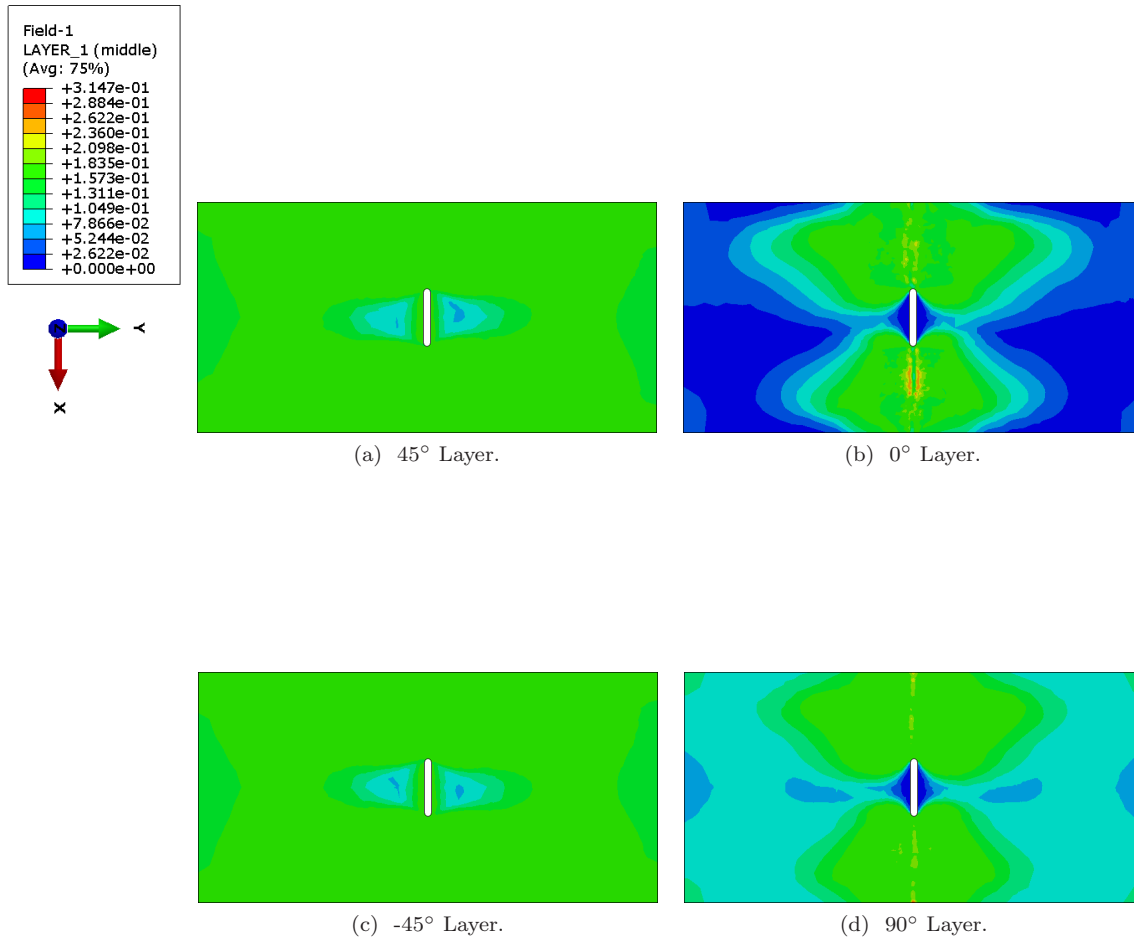 Field-1
LAYER_1 (middle)
(Avg: 75%)
+3.147e-01
+2.884e-01
+2.622e-01
+2.360e-01
+2.098e-01
+1.835e-01
+1.573e-01
+1.311e-01
+1.049e-01
+7.866e-02
+5.244e-02
+2.622e-02
+0.000e+00
Z
Y
X
(a) 45° Layer.
(b) 0° Layer.
(c) -45° Layer.
(d) 90° Layer.